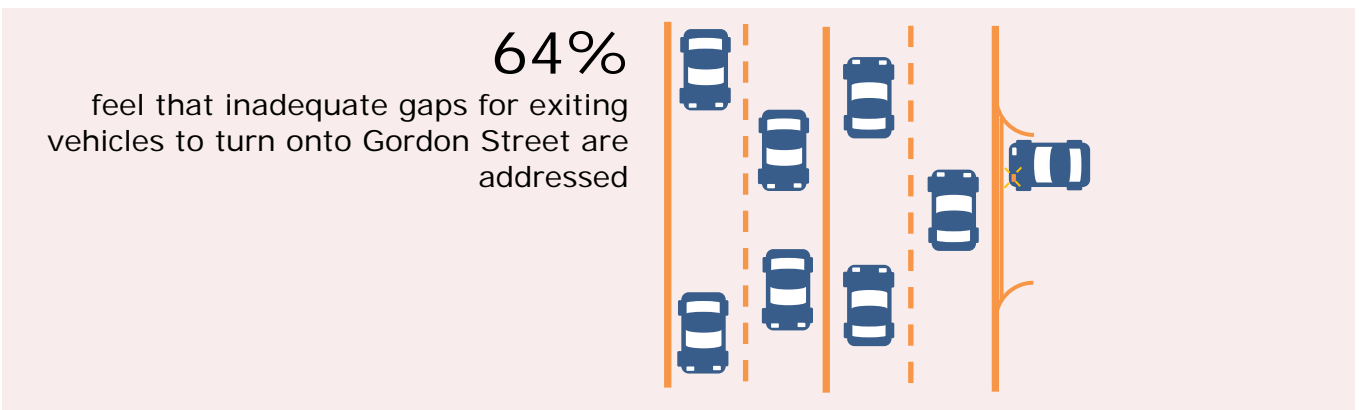 64%
feel that inadequate gaps for exiting
vehicles to turn onto Gordon Street are
addressed